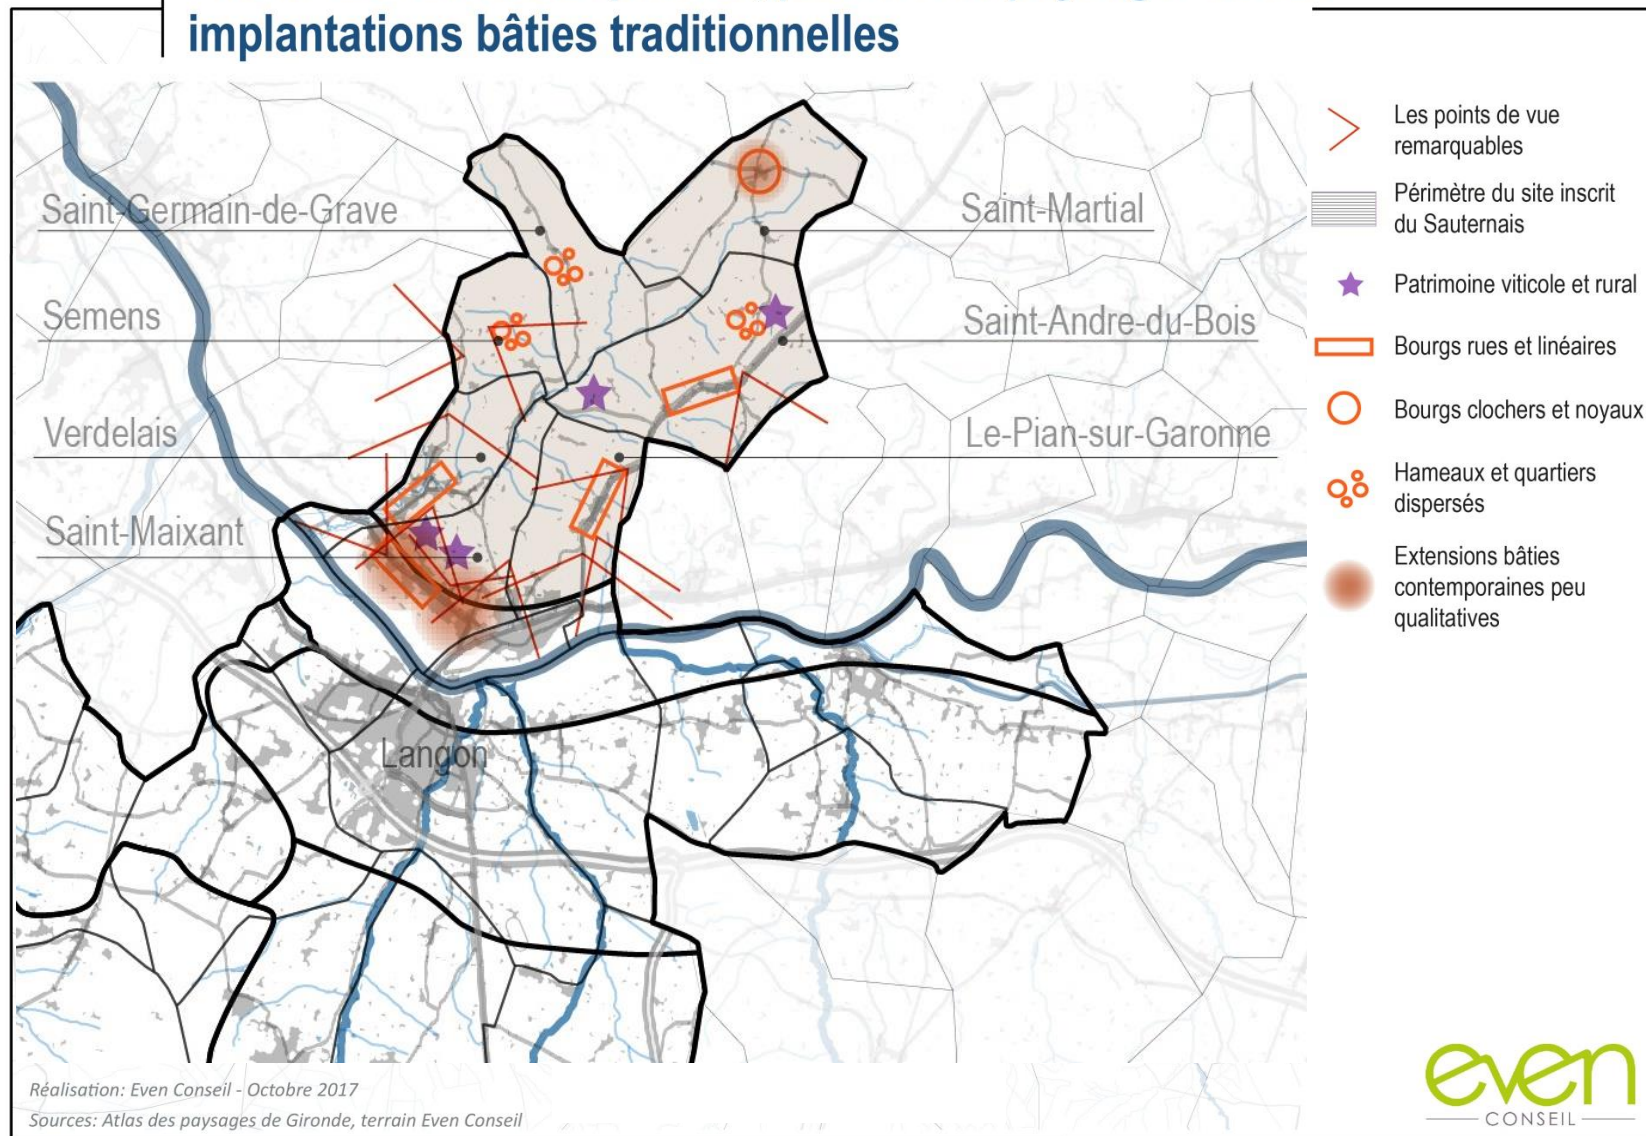 implantations bâties traditionnelles
Saint-Germain-de-Grave
Saint-Martial
Semens
Saint-Andre-du-Bois
Verdelais
Le-Pian-sur-Garonne
Saint-Maixant
Langon
Les points de vue
remarquables
Périmètre du site inscrit
du Sauternais
Patrimoine viticole et rural
Bourgs rues et linéaires
Bourgs clochers et noyaux
Hameaux et quartiers
dispersés
Extensions bâties
contemporaines peu
qualitatives
Réalisation: Even Conseil - Octobre 2017
Sources: Atlas des paysages de Gironde, terrain Even Conseil
even
CONSEIL